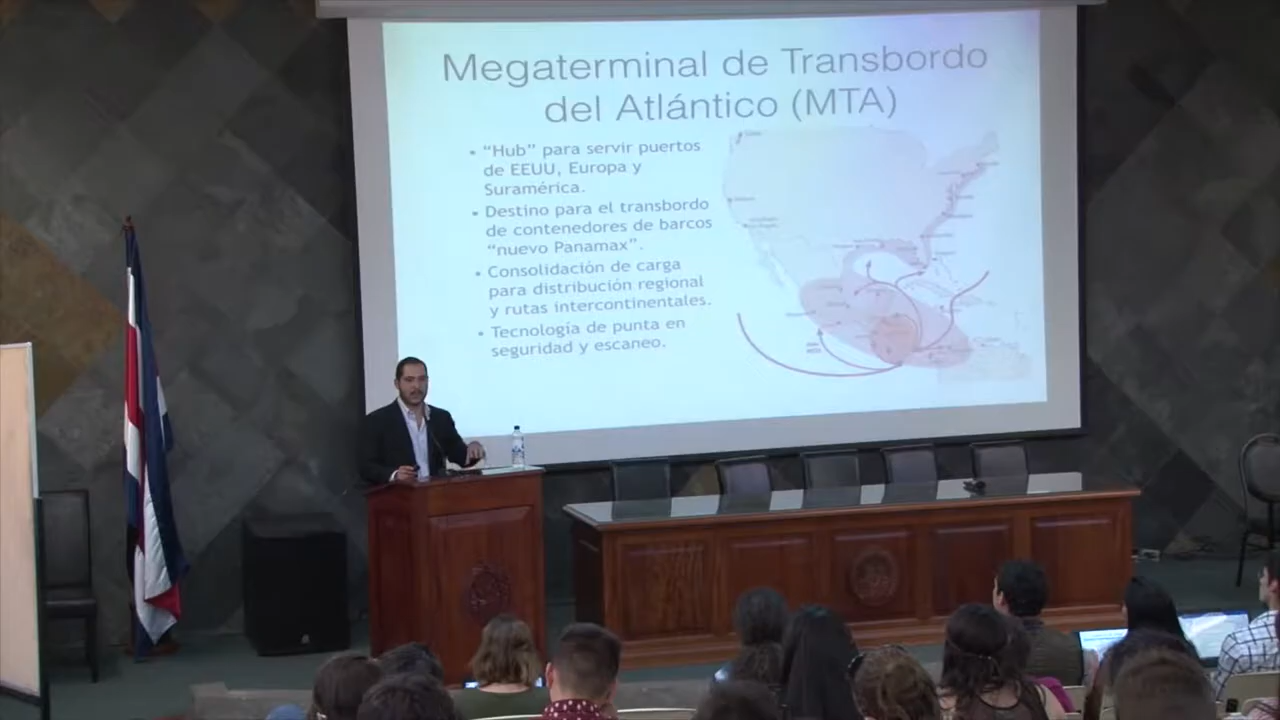 Megaterminal de Transbordo
del Atlántico (MTA)
• “Hub” para servir puertos
de EEUU, Europa y
Suramérica.
• Destino para el transbordo
de contenedores de barcos
“nuevo Panamax”.
• Consolidación de carga
para distribución regional
y rutas intercontinentales.
• Tecnología de punta en
seguridad y escaneo.